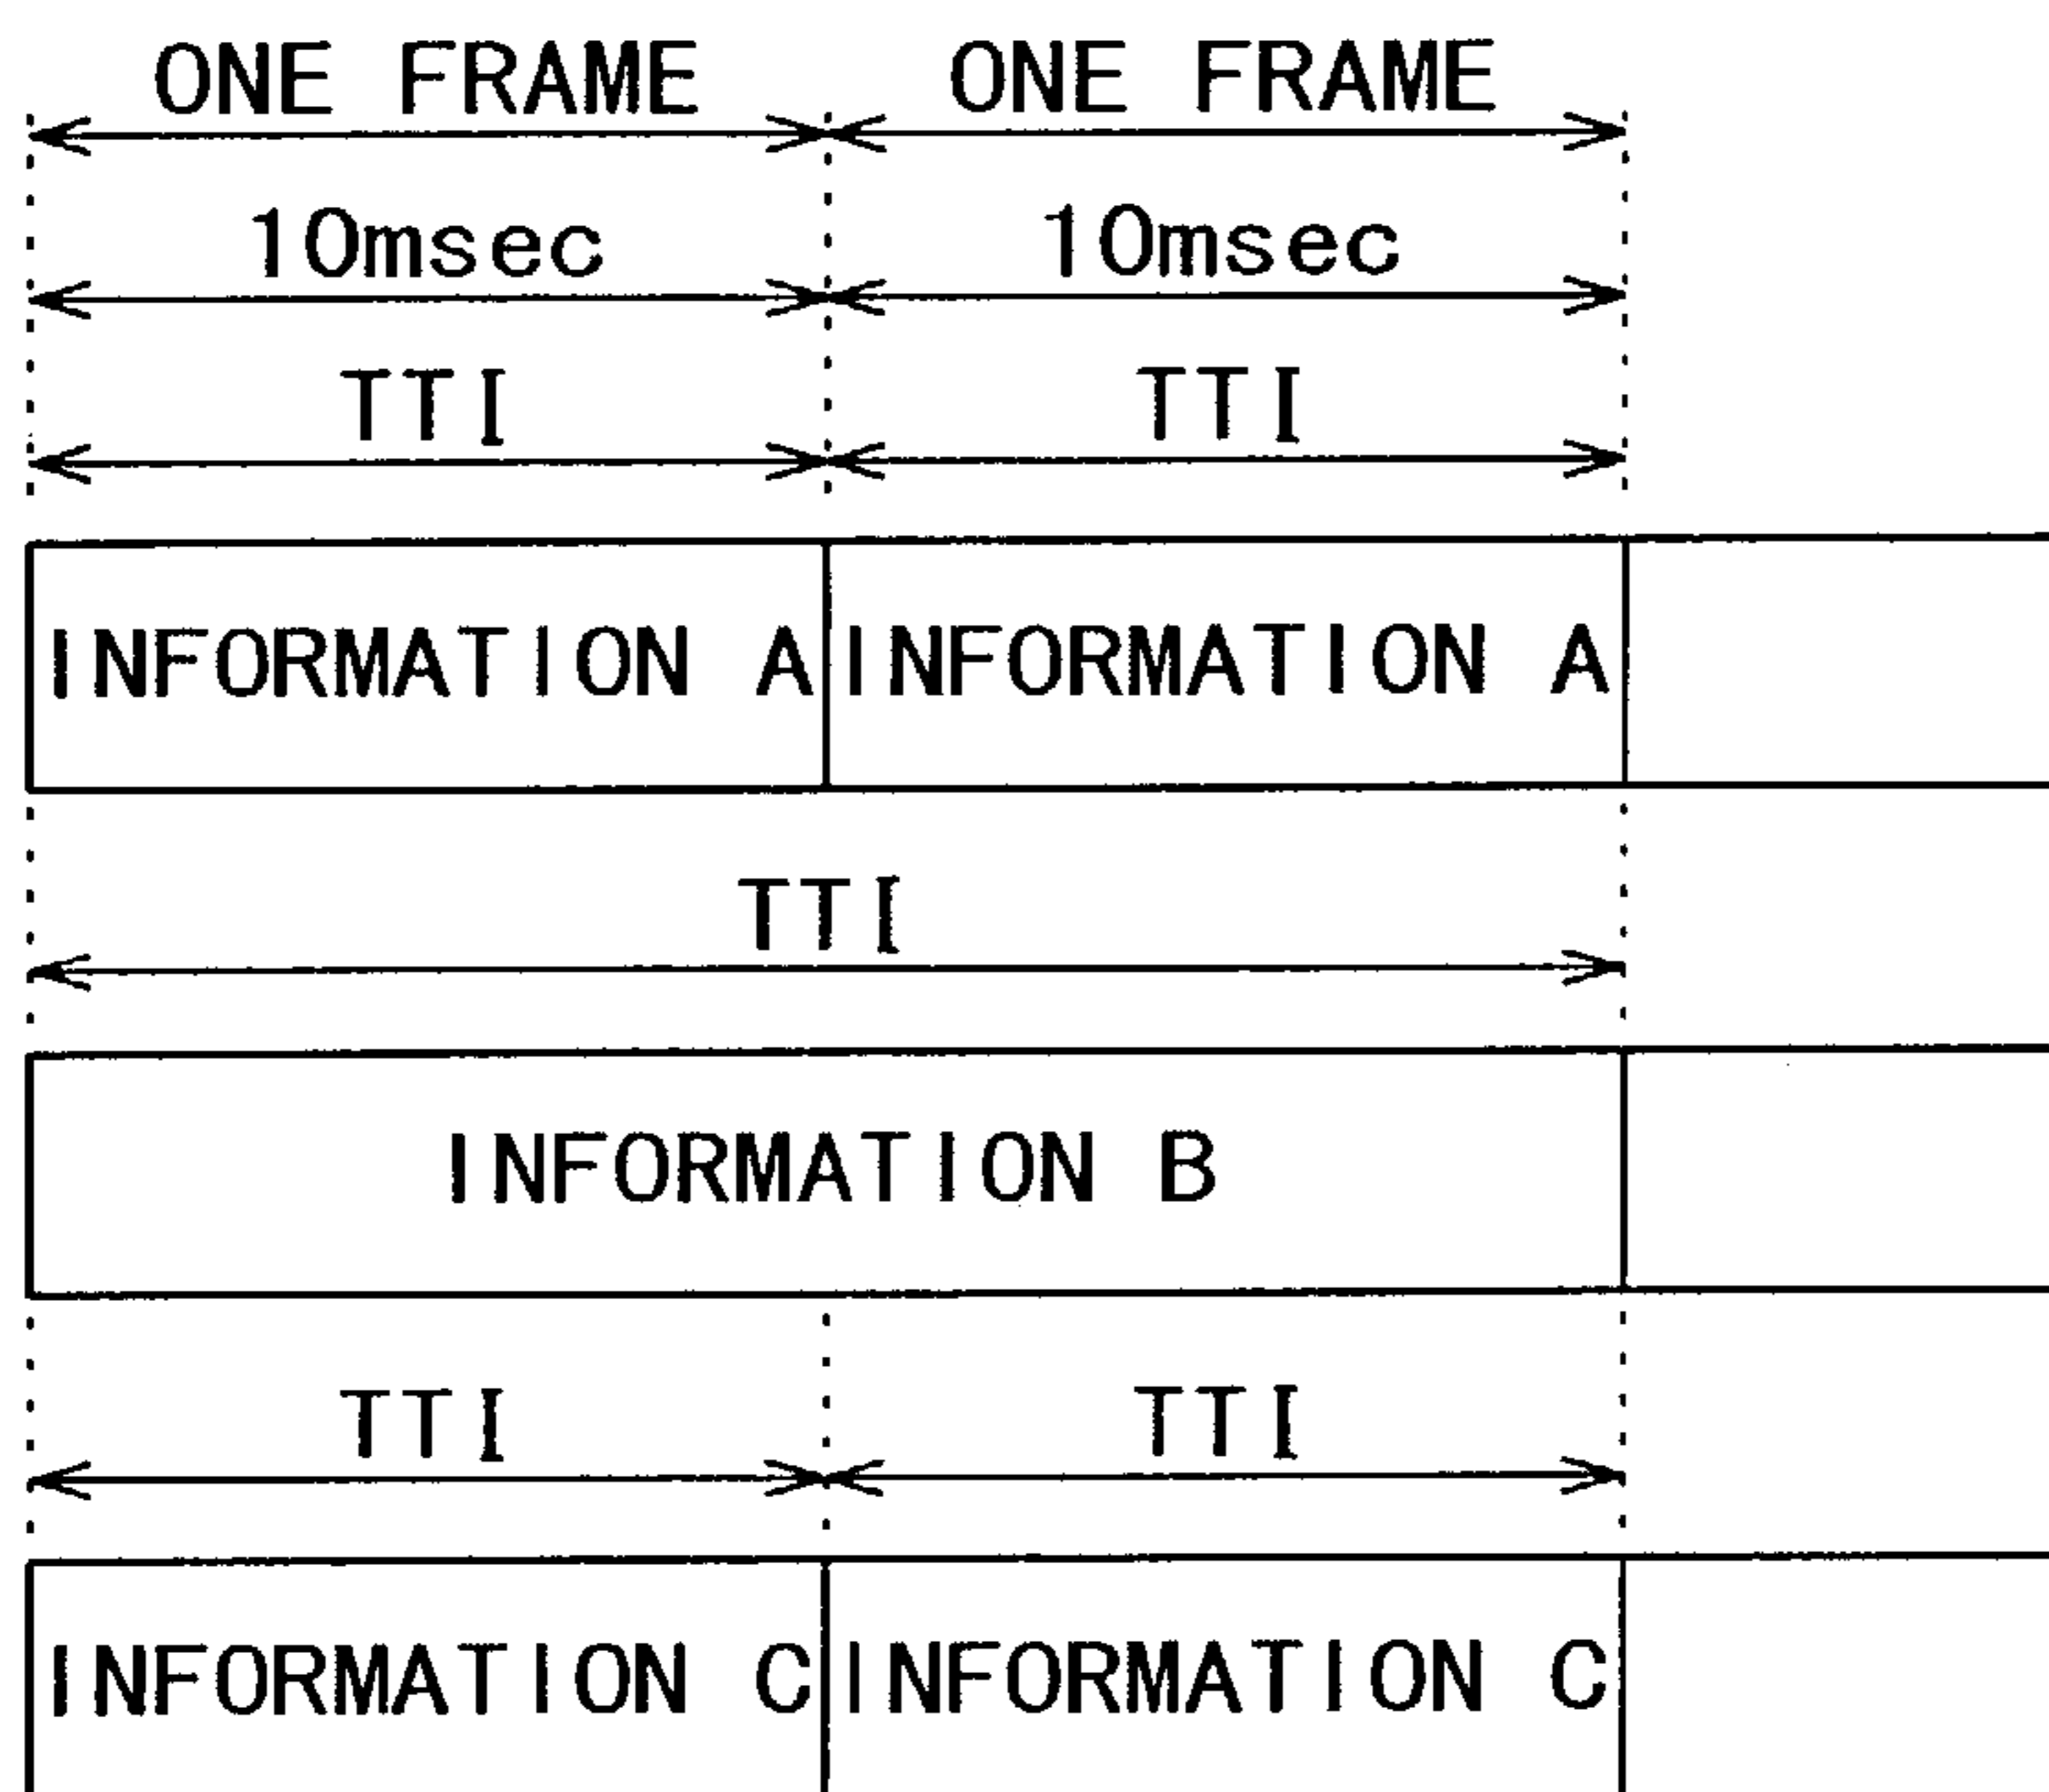 ONE FRAME ONE FRAME
10msec 10msec
TTI TTI
INFORMATION A INFORMATION A
TTI
INFORMATION B
TTI TTI
INFORMATION C INFORMATION C